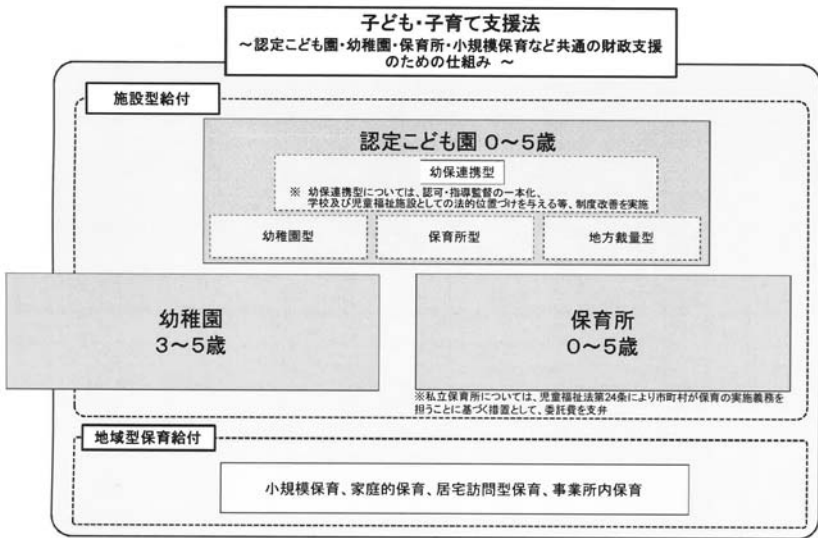 子ども・子育て支援法
～認定こども園・幼稚園・保育所・小規模保育など共通の財政支援
のための仕組み ～
施設型給付
認定こども園 0～5歳
幼保連携型
※ 幼保連携型については、認可・指導監督の一本化、
学校及び児童福祉施設としての法的位置づけを与える等、制度改善を実施
幼稚園型
保育所型
地方裁量型
幼稚園
3～5歳
保育所
0～5歳
※私立保育所については、児童福祉法第24条により市町村が保育の実施義務を
担うことに基づく措置として、委託費を支弁
地域型保育給付
小規模保育、家庭的保育、居宅訪問型保育、事業所内保育